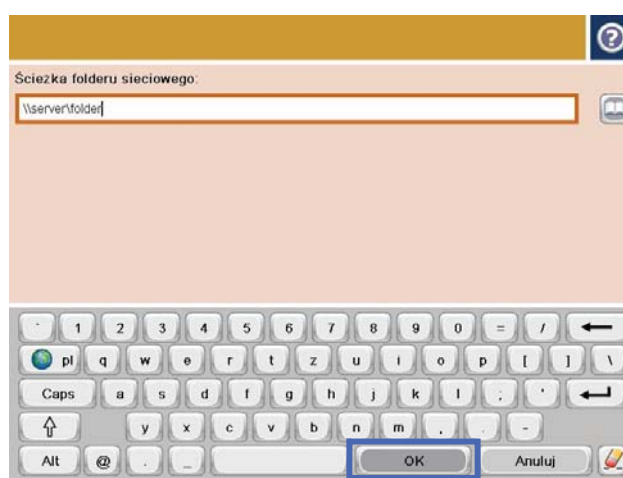 ?
Ścieżka folderu sieciowego:
\\server\folder
1 2 3 4 5 6 7 8 9 0 = /
pl q w e r t z u i o p [ ] \
Caps a s d f g h j k l ; '
y x c v b n m , . -
Alt @ . _ OK Anuluj